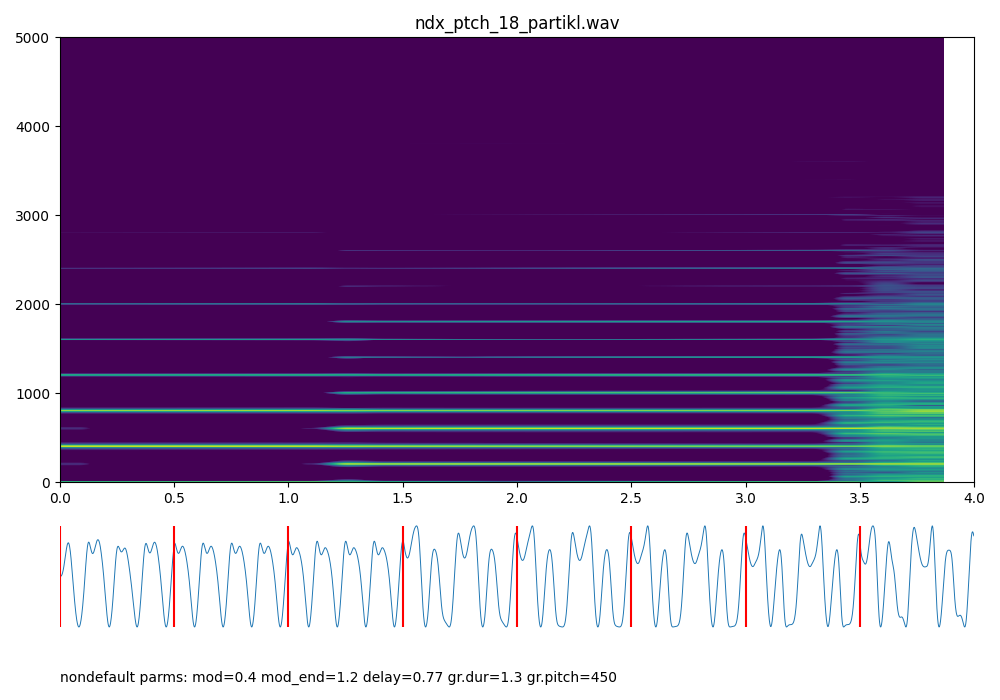 ndx_ptch_18_partikl.wav
5000
4000
3000
2000
1000
0
0.0 0.5 1.0 1.5 2.0 2.5 3.0 3.5 4.0
nondefault parms: mod=0.4 mod_end=1.2 delay=0.77 gr.dur=1.3 gr.pitch=450